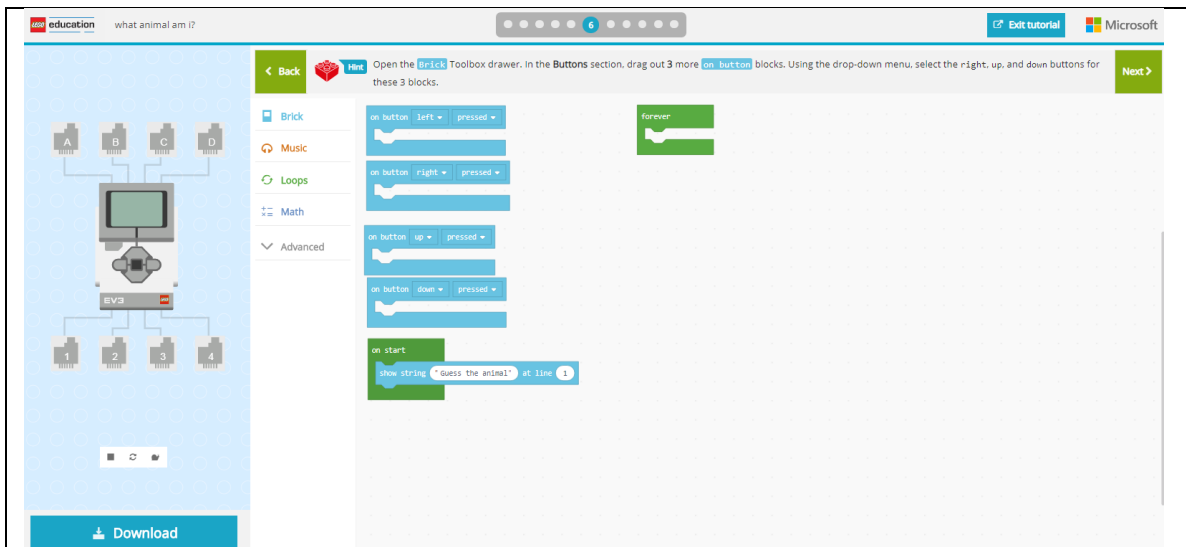 LEGO education what animal am i?
6
Exit tutorial
Microsoft
Back
Hint
Open the Brick Toolbox drawer. In the Buttons section, drag out 3 more on button blocks. Using the drop-down menu, select the right, up, and down buttons for
these 3 blocks.
Next
A B C D
EV3 LEGO
1 2 3 4
Download
Brick
Music
Loops
Math
Advanced
on button left pressed
on button right pressed
on button up pressed
on button down pressed
on start
show string "Guess the animal" at line 1
forever